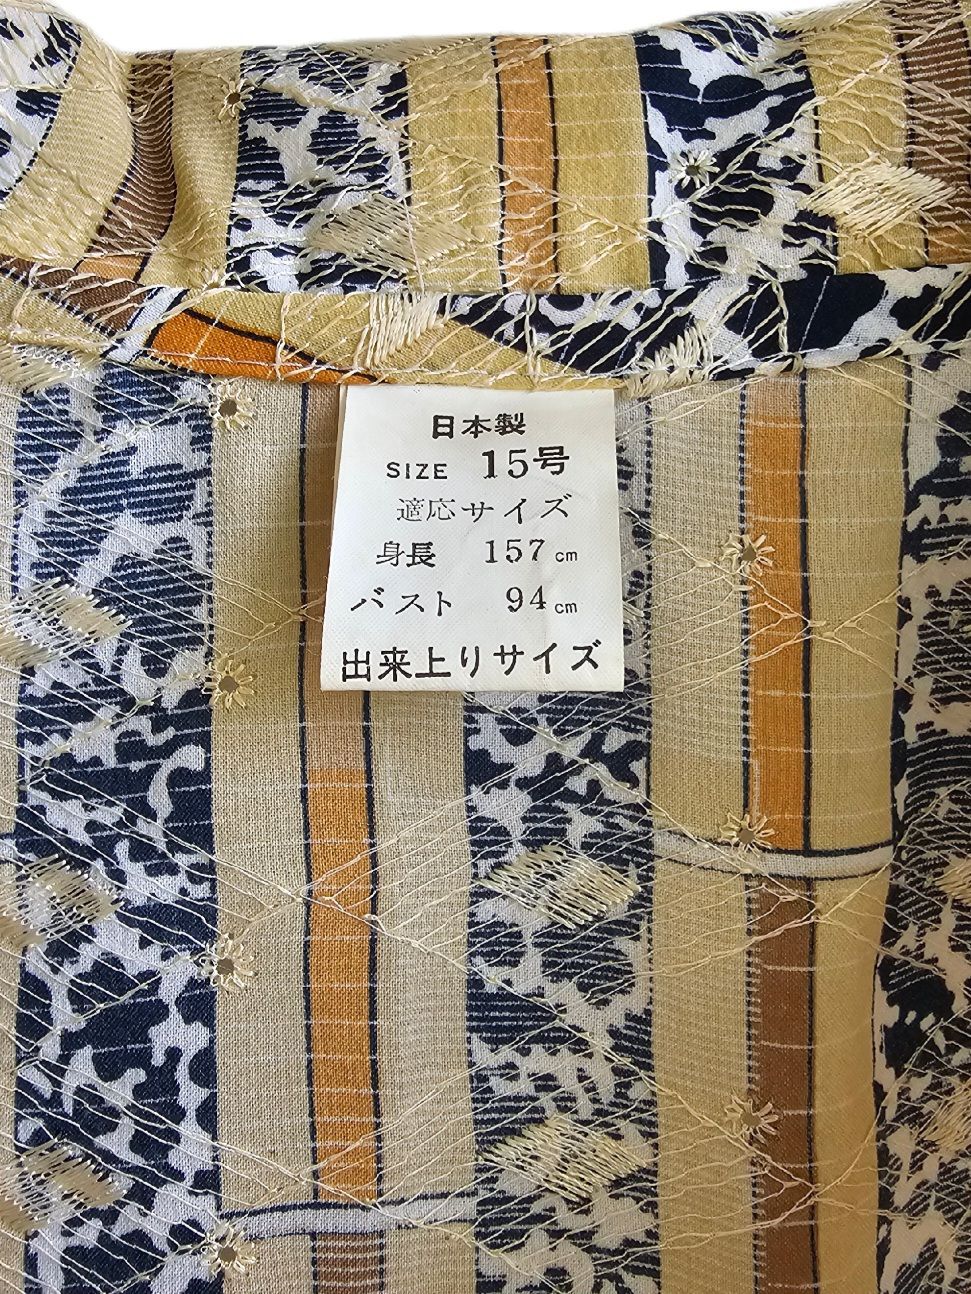 日本製
SIZE 15号
適応サイズ
身長 157cm
バスト 94cm
出来上りサイズ